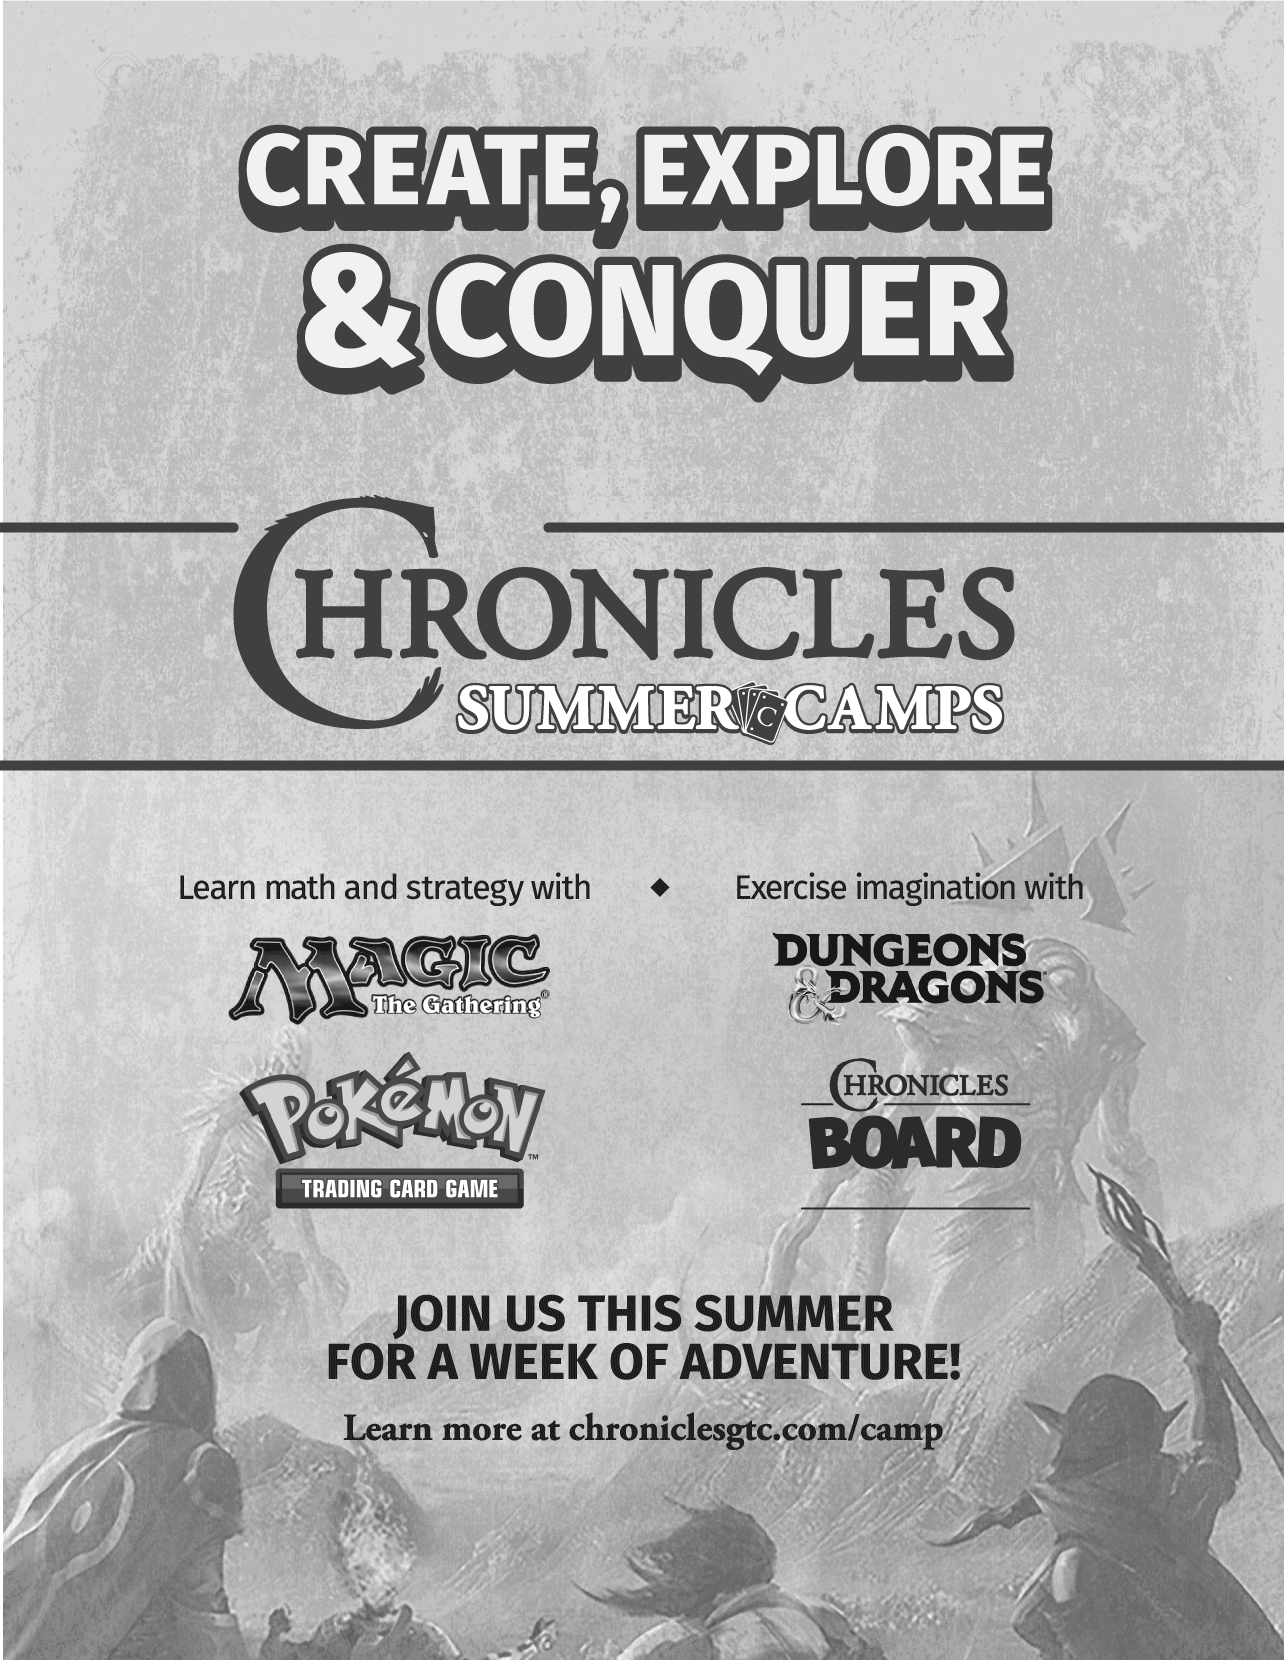 CREATE, EXPLORE
& CONQUER
CHRONICLES
SUMMER CAMPS
C
Learn math and strategy with
◆
Exercise imagination with
MAGIC
The Gathering®
DUNGEONS
& DRAGONS®
POKéMON™
TRADING CARD GAME
CHRONICLES
BOARD
JOIN US THIS SUMMER
FOR A WEEK OF ADVENTURE!
Learn more at chroniclesgtc.com/camp